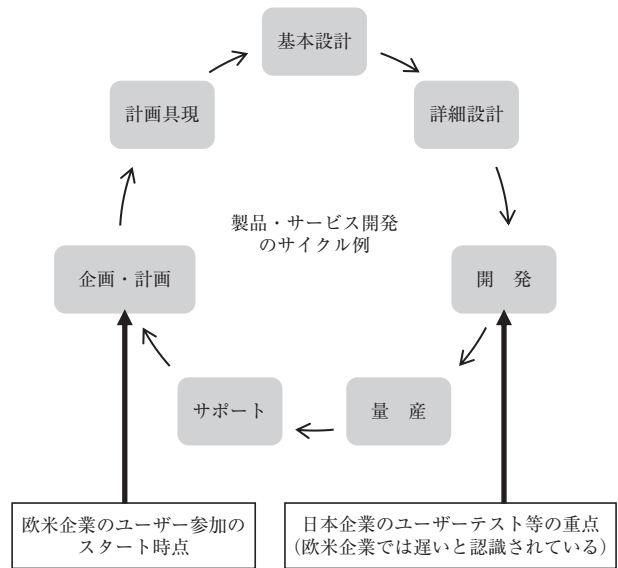 基本設計
計画具現
詳細設計
製品・サービス開発
のサイクル例
企画・計画
開　発
サポート
量　産
欧米企業のユーザー参加の
スタート時点
日本企業のユーザーテスト等の重点
（欧米企業では遅いと認識されている）